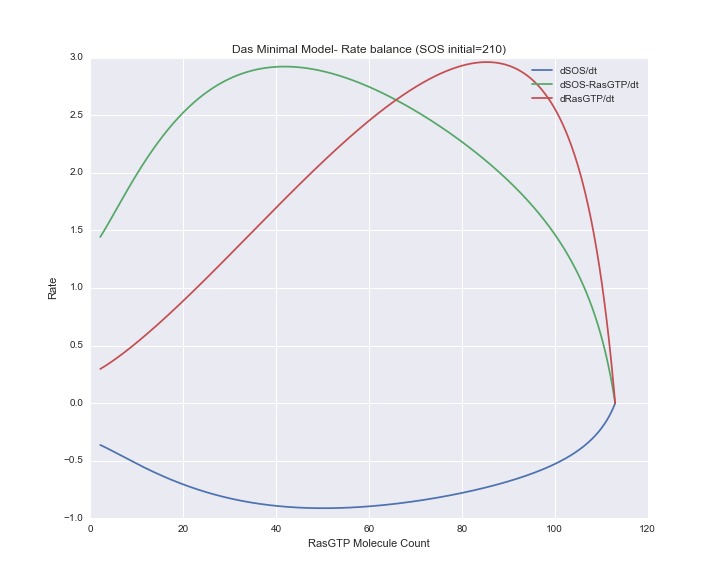 Das Minimal Model- Rate balance (SOS initial=210)
3.0
2.5
2.0
1.5
1.0
0.5
0.0
−0.5
−1.0
Rate
dSOS/dt
dSOS-RasGTP/dt
dRasGTP/dt
0 20 40 60 80 100 120
RasGTP Molecule Count